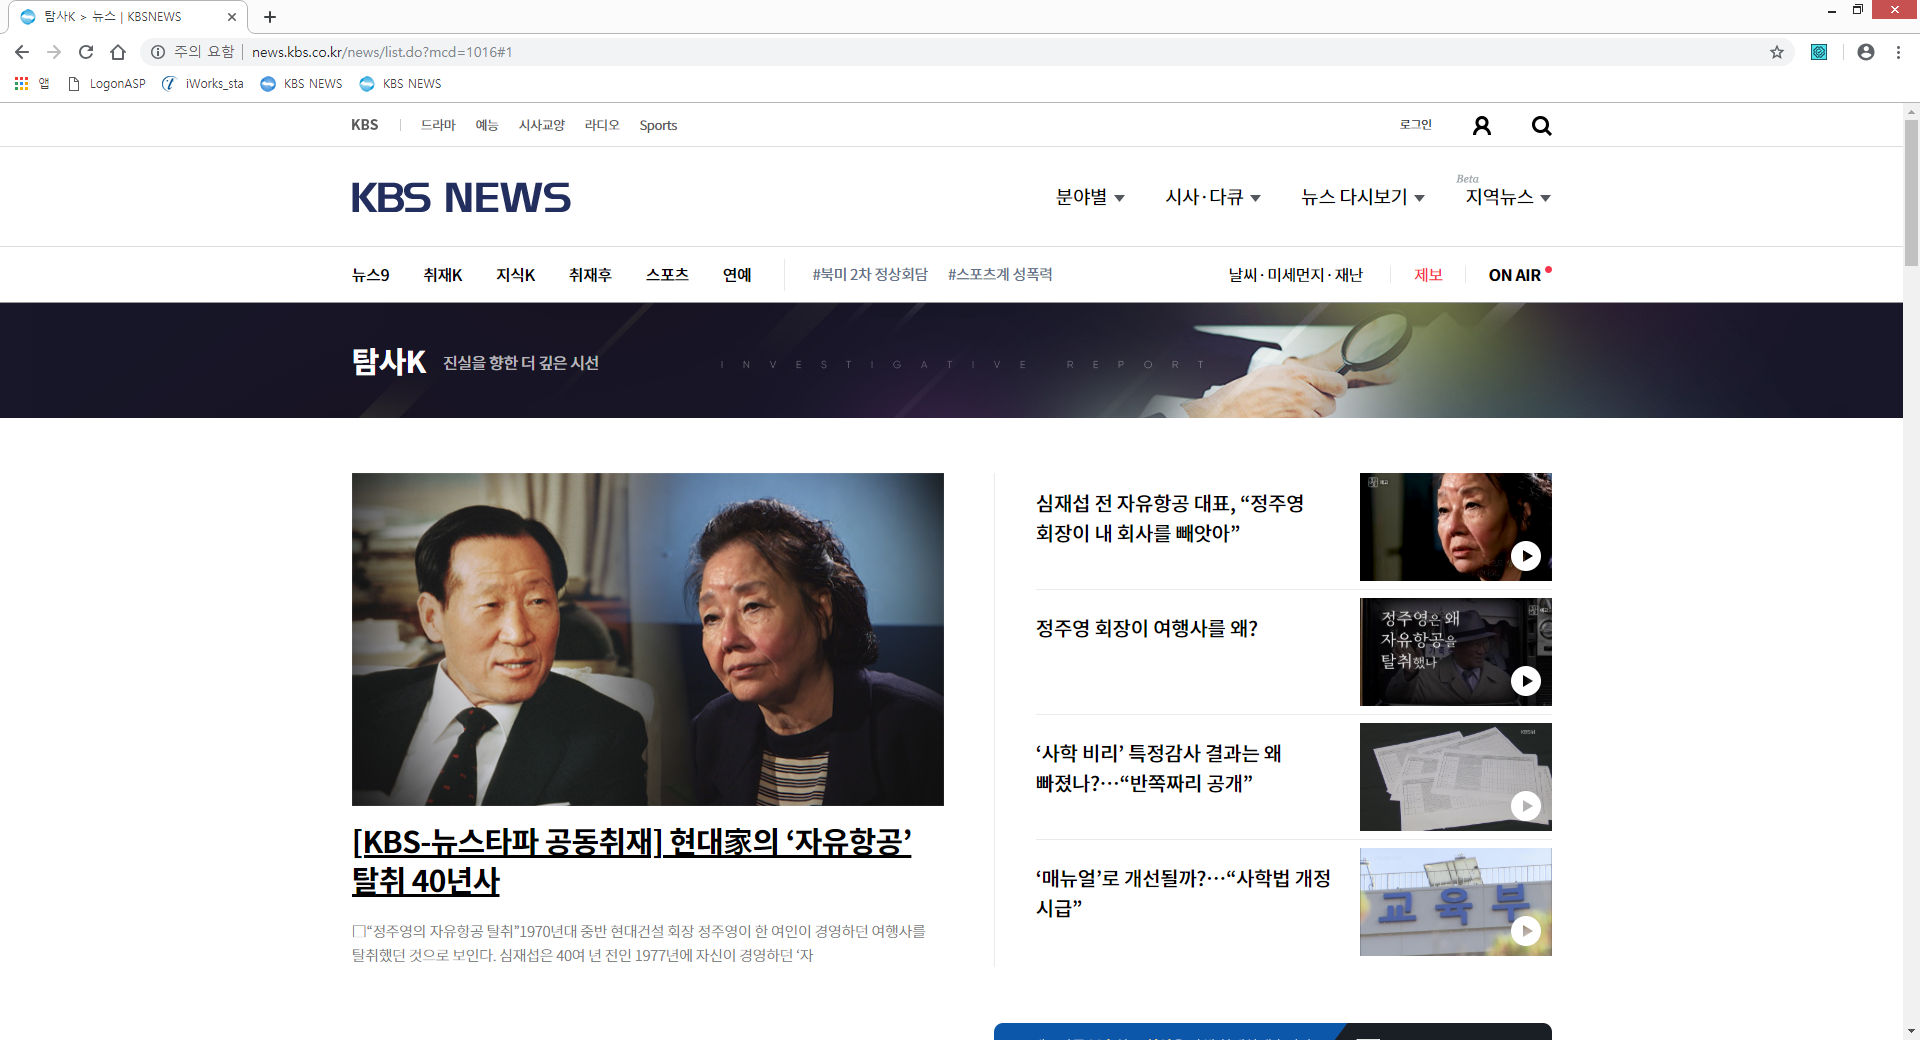 탐사K > 뉴스 | KBSNEWS
주의 요함 | news.kbs.co.kr/news/list.do?mcd=1016#1
앱 LogonASP iWorks_sta KBS NEWS KBS NEWS
KBS 드라마 예능 시사교양 라디오 Sports 로그인
KBS NEWS
분야별 시사·다큐 뉴스 다시보기 Beta 지역뉴스
뉴스9 취재K 지식K 취재후 스포츠 연예 #북미 2차 정상회담 #스포츠계 성폭력 날씨·미세먼지·재난 제보 ON AIR
탐사K 진실을 향한 더 깊은 시선 INVESTIGATIVE REPORT
[KBS-뉴스타파 공동취재] 현대家의 ‘자유항공’
탈취 40년사
□“정주영의 자유항공 탈취”1970년대 중반 현대건설 회장 정주영이 한 여인이 경영하던 여행사를
탈취했던 것으로 보인다. 심재섭은 40여 년 전인 1977년에 자신이 경영하던 ‘자
심재섭 전 자유항공 대표, “정주영
회장이 내 회사를 빼앗아”
정주영 회장이 여행사를 왜?
정주영은 왜
자유항공을
탈취했나
‘사학 비리’ 특정감사 결과는 왜
빠졌나?…“반쪽짜리 공개”
‘매뉴얼’로 개선될까?…“사학법 개정
시급”
교육부